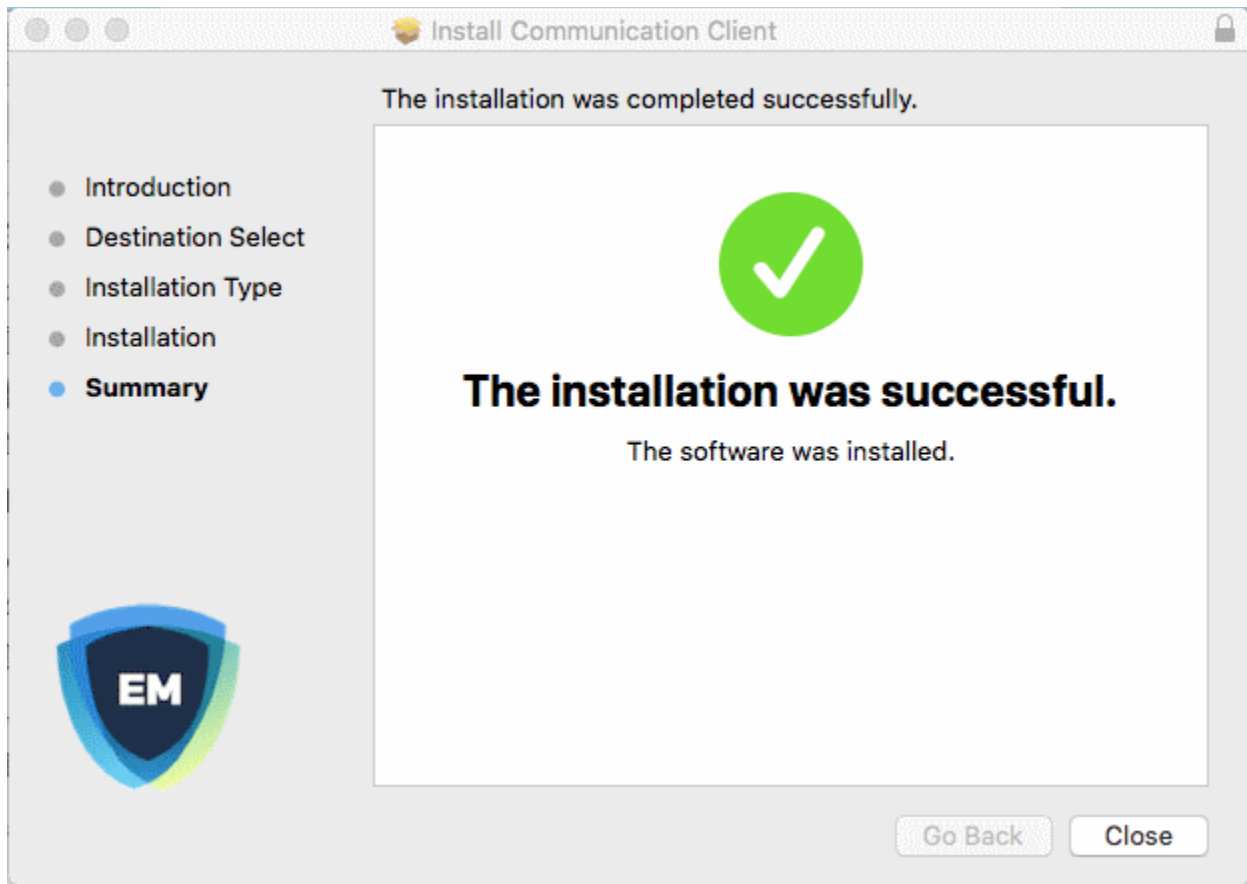 Install Communication Client
The installation was completed successfully.
Introduction
Destination Select
Installation Type
Installation
Summary
The installation was successful.
The software was installed.
EM
Go Back
Close